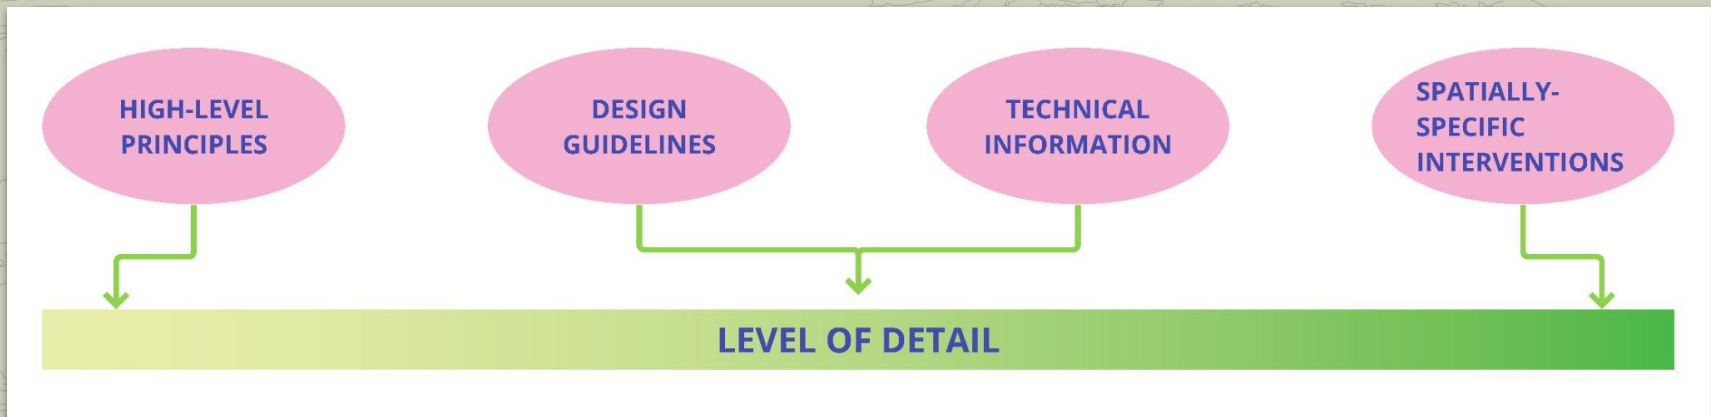 HIGH-LEVEL
PRINCIPLES
DESIGN
GUIDELINES
TECHNICAL
INFORMATION
SPATIALLY-
SPECIFIC
INTERVENTIONS
LEVEL OF DETAIL